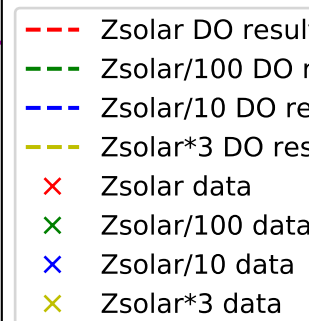 Zsolar DO resul
Zsolar/100 DO r
Zsolar/10 DO re
Zsolar*3 DO res
Zsolar data
Zsolar/100 data
Zsolar/10 data
Zsolar*3 data